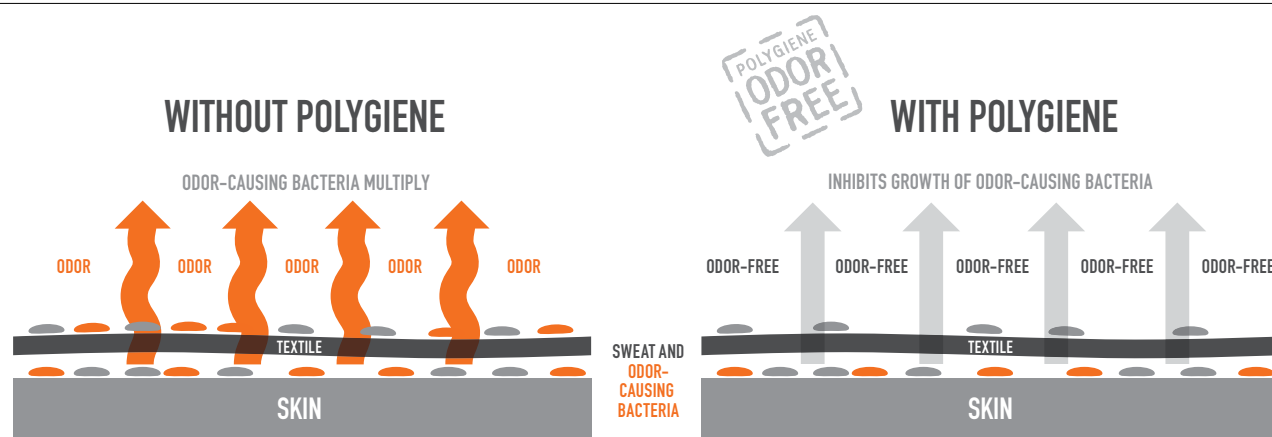 POLYGIENE
ODOR
FREE
WITHOUT POLYGIENE
WITH POLYGIENE
ODOR-CAUSING BACTERIA MULTIPLY
INHIBITS GROWTH OF ODOR-CAUSING BACTERIA
ODOR
ODOR
ODOR
ODOR
ODOR
ODOR-FREE
ODOR-FREE
ODOR-FREE
ODOR-FREE
ODOR-FREE
TEXTILE
SWEAT AND
ODOR-
CAUSING
BACTERIA
TEXTILE
SKIN
SKIN